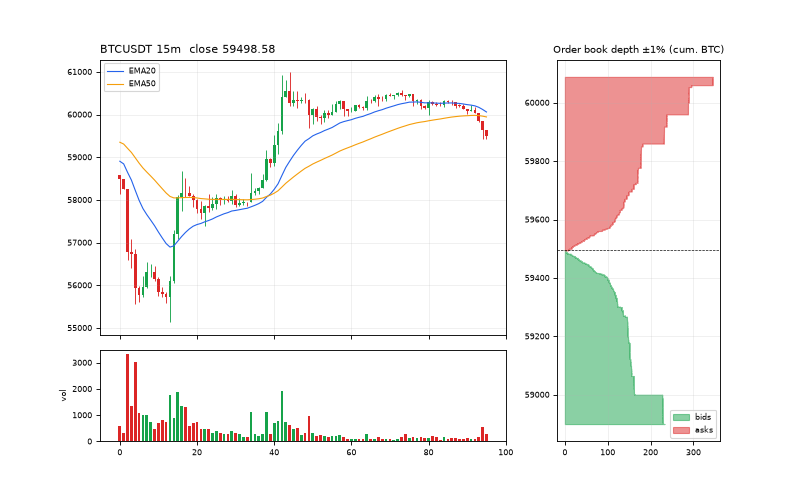 BTCUSDT 15m  close 59498.58
EMA20
EMA50
61000
60000
59000
58000
57000
56000
55000
vol
3000
2000
1000
0
0 20 40 60 80 100
Order book depth ±1% (cum. BTC)
60000
59800
59600
59400
59200
59000
bids
asks
0 100 200 300